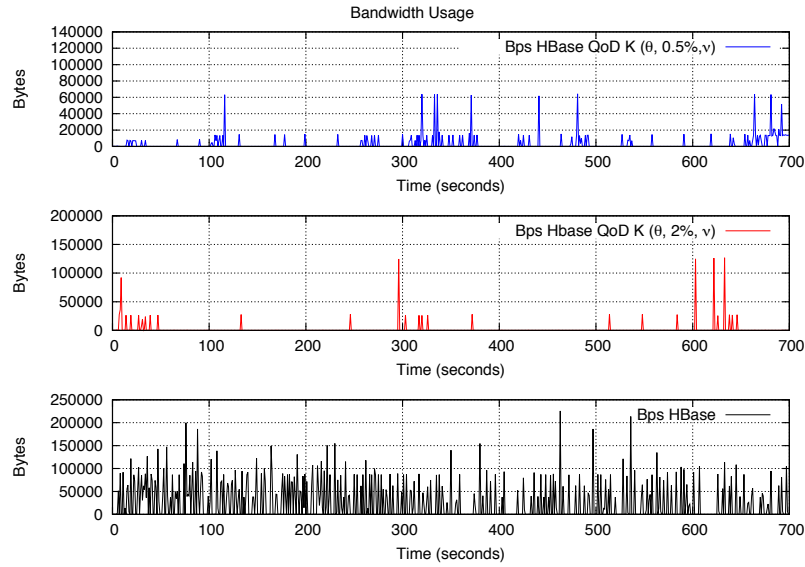 Bandwidth Usage
Bps HBase QoD K (θ, 0.5%,ν)
Bytes
140000
120000
100000
80000
60000
40000
20000
0
0 100 200 300 400 500 600 700
Time (seconds)
Bps Hbase QoD K (θ, 2%, ν)
Bytes
200000
150000
100000
50000
0
0 100 200 300 400 500 600 700
Time (seconds)
Bps HBase
Bytes
250000
200000
150000
100000
50000
0
0 100 200 300 400 500 600 700
Time (seconds)